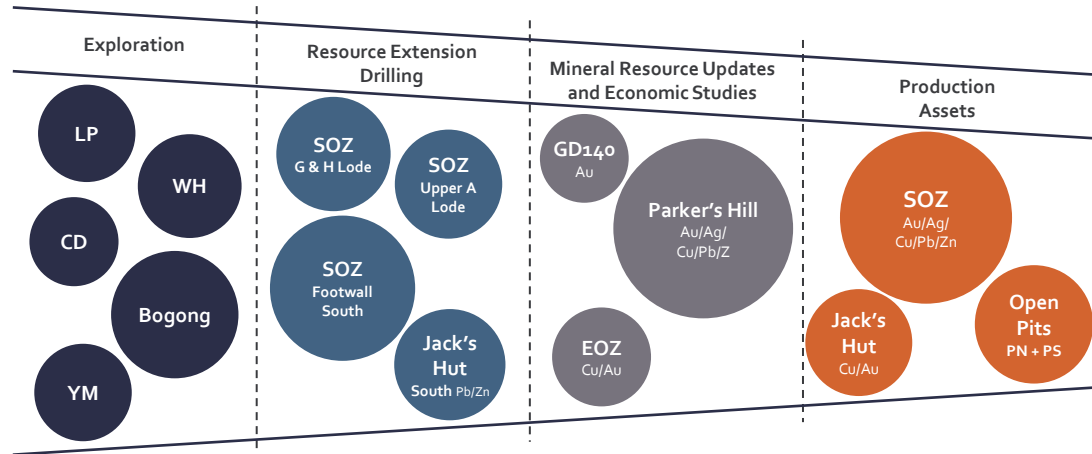 Exploration
LP
WH
CD
Bogong
YM
Resource Extension
Drilling
SOZ
G & H Lode
SOZ
Upper A
Lode
SOZ
Footwall
South
Jack's
Hut
South Pb/Zn
Mineral Resource Updates
and Economic Studies
GD140
Au
Parker's Hill
Au/Ag/
Cu/Pb/Z
EOZ
Cu/Au
Production
Assets
SOZ
Au/Ag/
Cu/Pb/Zn
Jack's
Hut
Cu/Au
Open
Pits
PN + PS